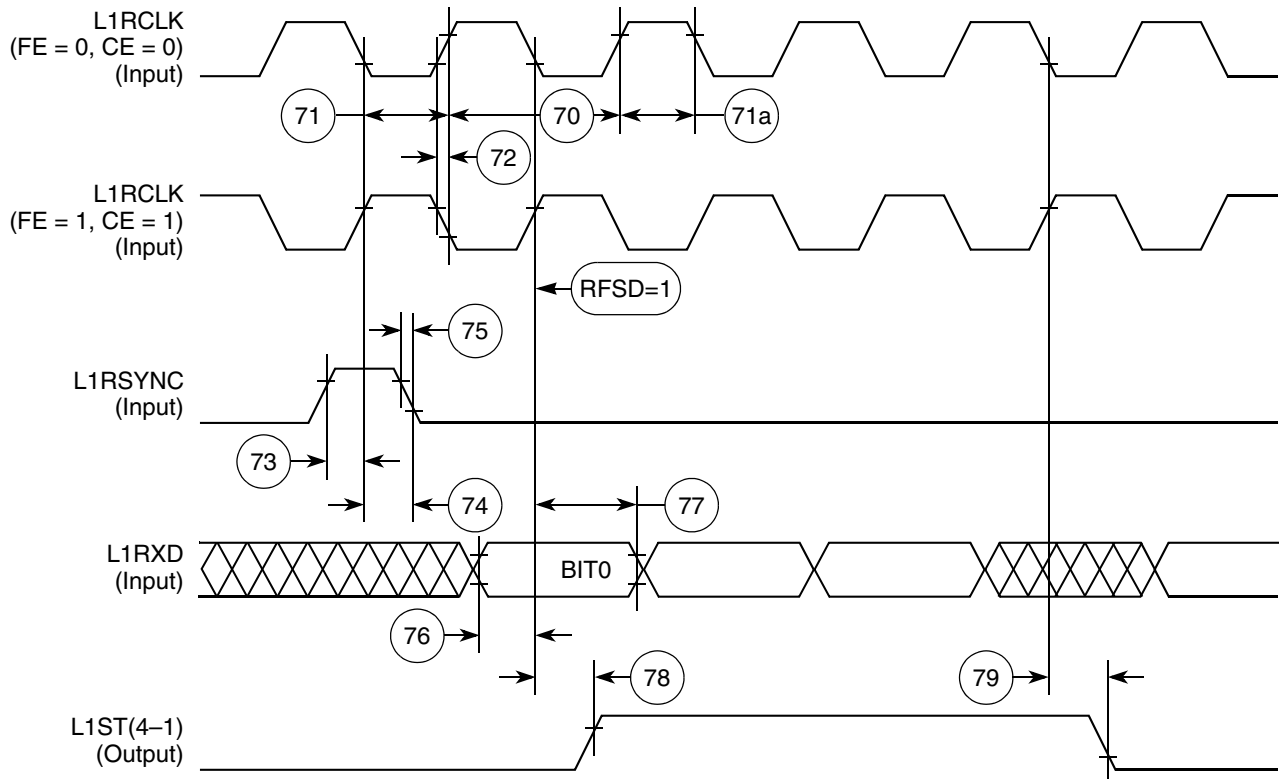 L1RCLK
(FE = 0, CE = 0)
(Input)
71
70
71a
72
L1RCLK
(FE = 1, CE = 1)
(Input)
RFSD=1
75
L1RSYNC
(Input)
73
74
77
L1RXD
(Input)
BIT0
76
78
79
L1ST(4–1)
(Output)